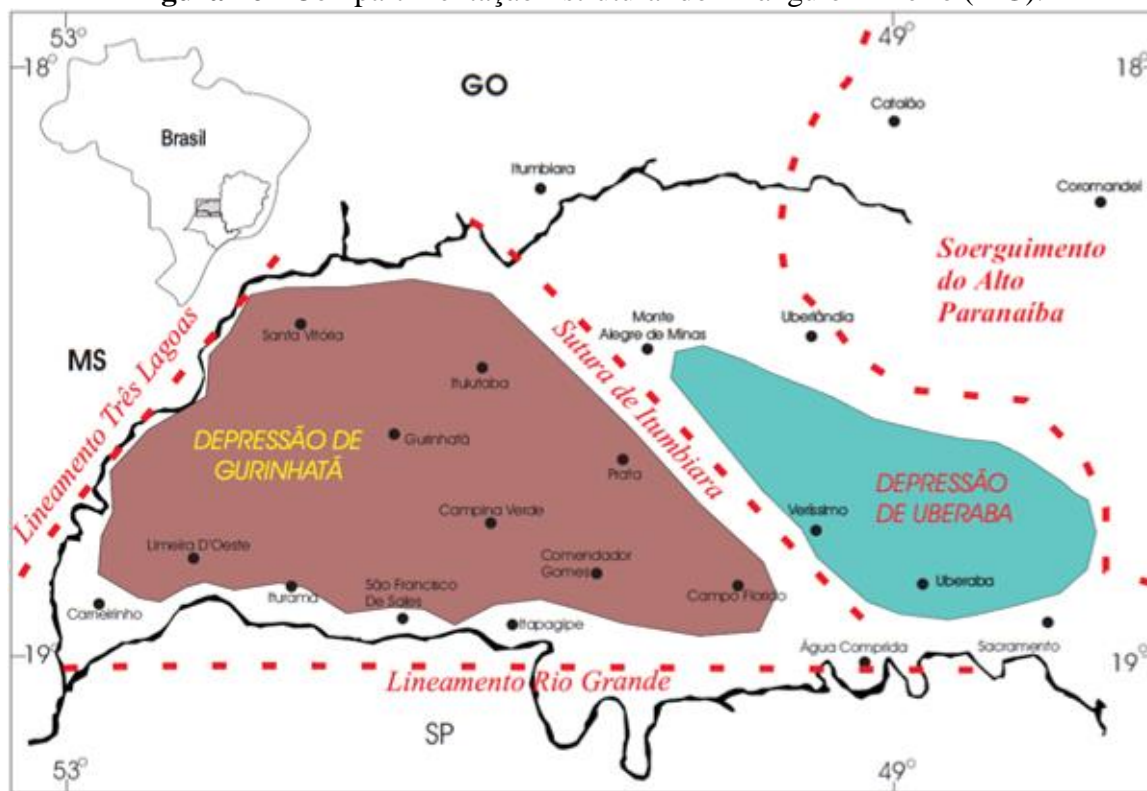 53°
49°
18°
18°
GO
Catalão
Brasil
Itumbiara
Coromandel
Soerguimento
do Alto
Paranaíba
Lineamento Três Lagoas
MS
Santa Vitória
Monte
Alegre de Minas
Uberlândia
Sutura de Itumbiara
Ituiutaba
DEPRESSÃO DE
GURINHATÃ
Gurinhatã
Prata
DEPRESSÃO
DE UBERABA
Campina Verde
Veríssimo
Limeira D'Oeste
Comendador
Gomes
Campo Florido
Uberaba
Carneirinho
Iturama
São Francisco
De Sales
Itapagipe
Água Comprida
Sacramento
19°
19°
Lineamento Rio Grande
SP
53°
49°